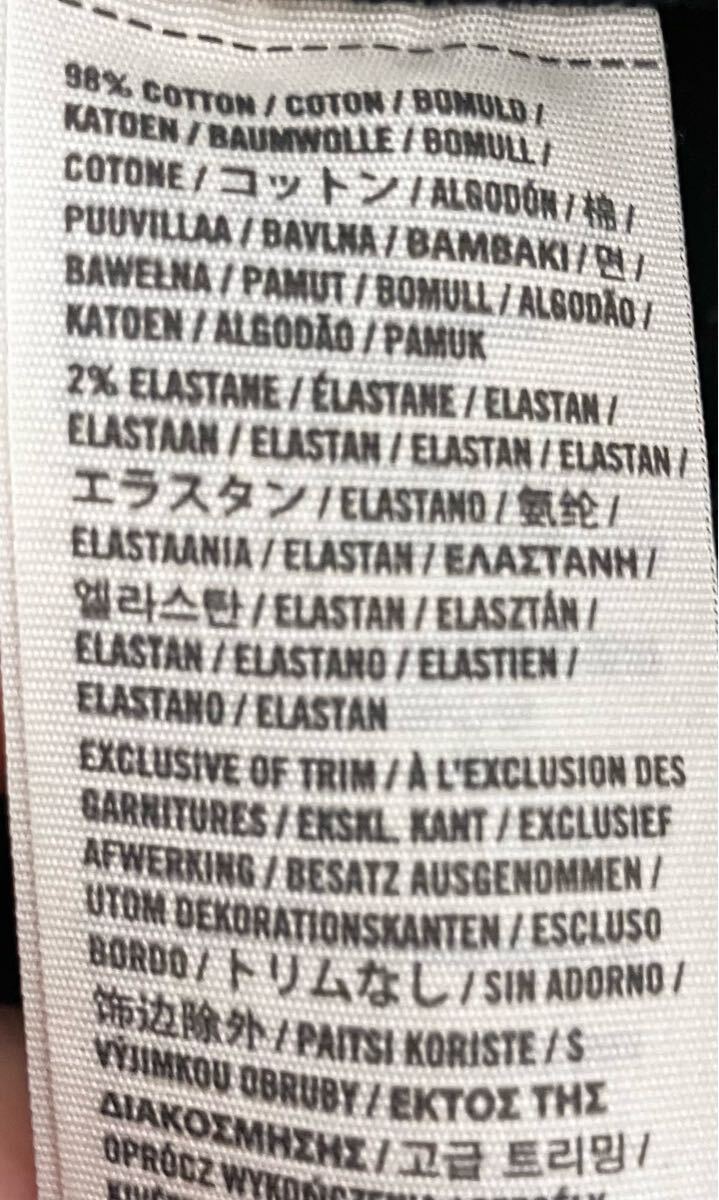 98% COTTON / COTON / BOMULD /
KATOEN / BAUMWOLLE / BOMULL /
COTONE / コットン / ALGODÓN / 棉 /
PUUVILLAA / BAVLNA / BAMBAKI / 면 /
BAWEŁNA / PAMUT / BOMULL / ALGODÃO /
KATOEN / ALGODÃO / PAMUK
2% ELASTANE / ÉLASTANE / ELASTAN /
ELASTAAN / ELASTAN / ELASTAN / ELASTAN /
エラスタン / ELASTANO / 氨纶 /
ELASTAANIA / ELASTAN / ΕΛΑΣΤΑΝΗ /
엘라스탄 / ELASTAN / ELASZTÁN /
ELASTAN / ELASTANO / ELASTIEN /
ELASTANO / ELASTAN
EXCLUSIVE OF TRIM / À L'EXCLUSION DES
GARNITURES / EKSKL. KANT / EXCLUSIEF
AFWERKING / BESATZ AUSGENOMMEN /
UTOM DEKORATIONSKANTEN / ESCLUSO
BORDO / トリムなし / SIN ADORNO /
饰边除外 / PAITSI KORISTE / S
VÝJIMKOU OBRUBY / ΕΚΤΟΣ ΤΗΣ
ΔΙΑΚΟΣΜΗΣΗΣ / 고급 트리밍 /
OPRÓCZ WYKOŃCZENIA